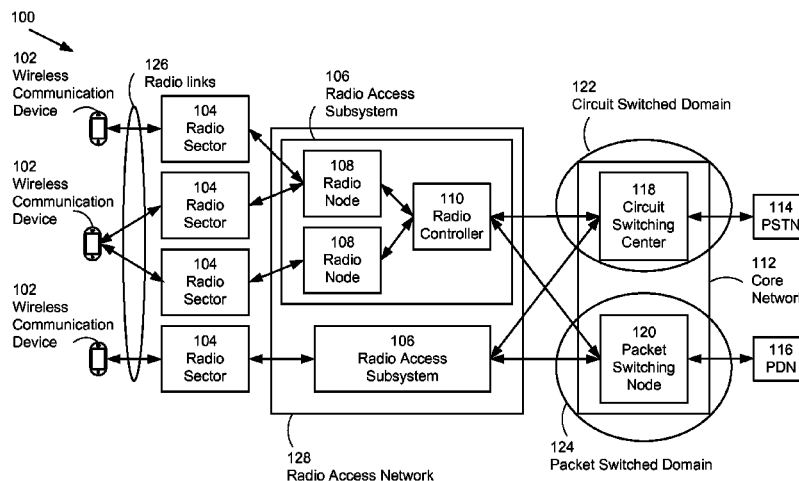 100
102
Wireless
Communication
Device
126
Radio links
104
Radio
Sector
106
Radio Access
Subsystem
122
Circuit Switched Domain
102
Wireless
Communication
Device
104
Radio
Sector
108
Radio
Node
110
Radio
Controller
118
Circuit
Switching
Center
114
PSTN
104
Radio
Sector
108
Radio
Node
112
Core
Network
102
Wireless
Communication
Device
104
Radio
Sector
106
Radio Access
Subsystem
120
Packet
Switching
Node
116
PDN
128
Radio Access Network
124
Packet Switched Domain